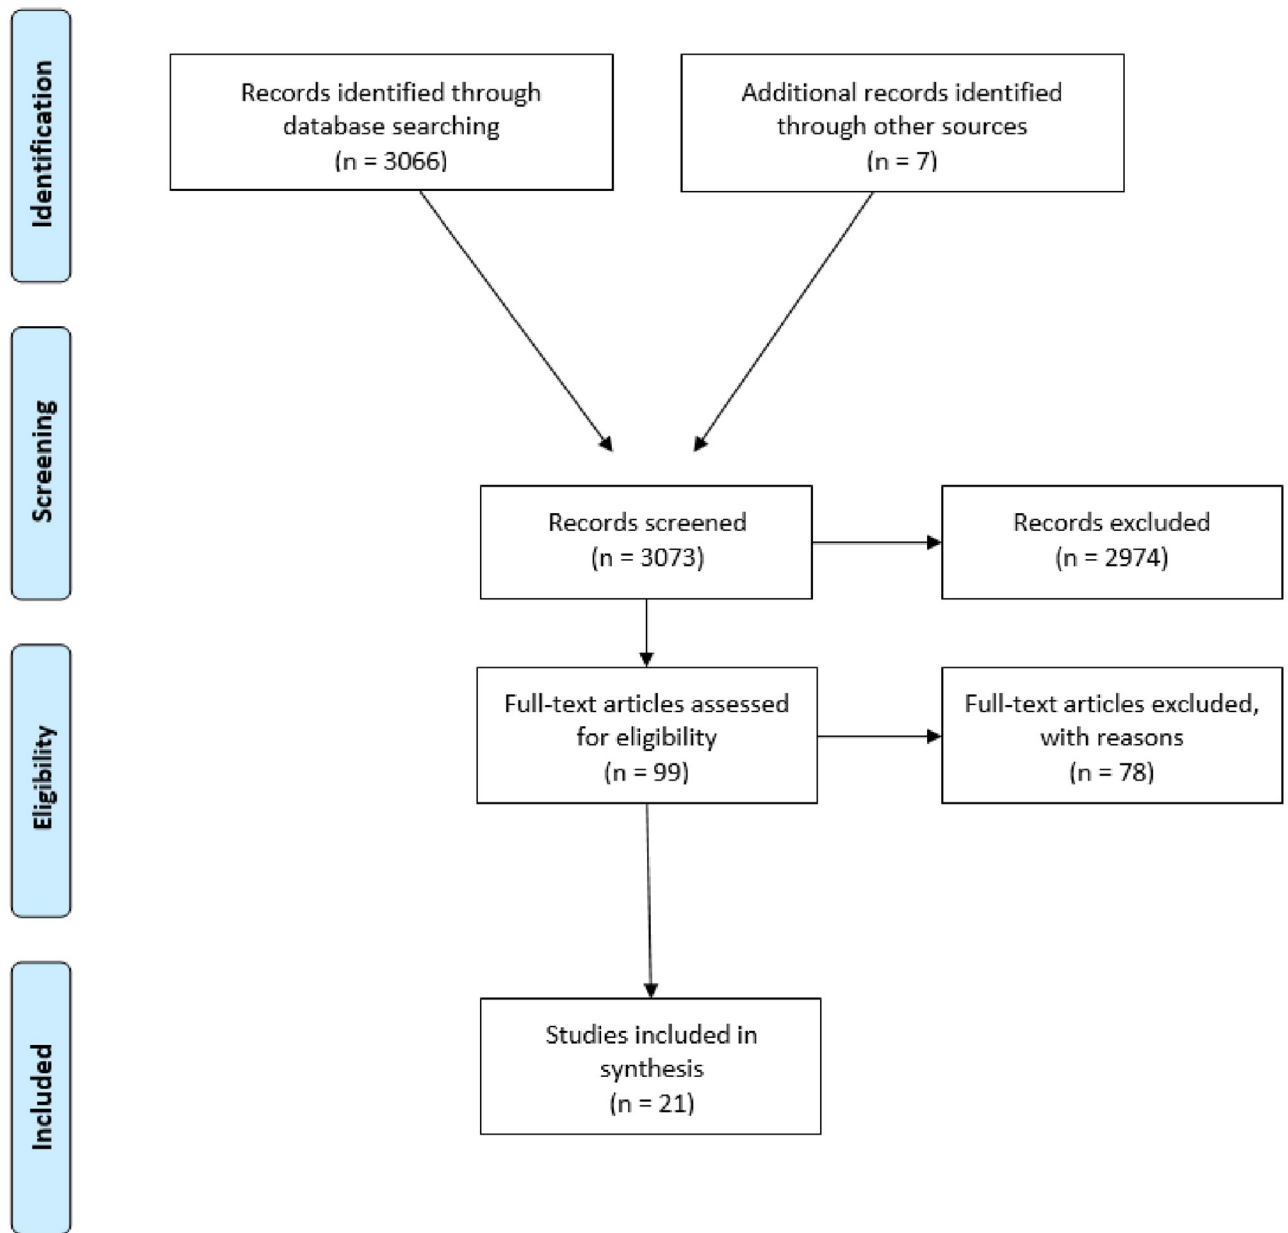 Identification
Records identified through
database searching
(n = 3066)
Additional records identified
through other sources
(n = 7)
Screening
Records screened
(n = 3073)
Records excluded
(n = 2974)
Eligibility
Full-text articles assessed
for eligibility
(n = 99)
Full-text articles excluded,
with reasons
(n = 78)
Included
Studies included in
synthesis
(n = 21)